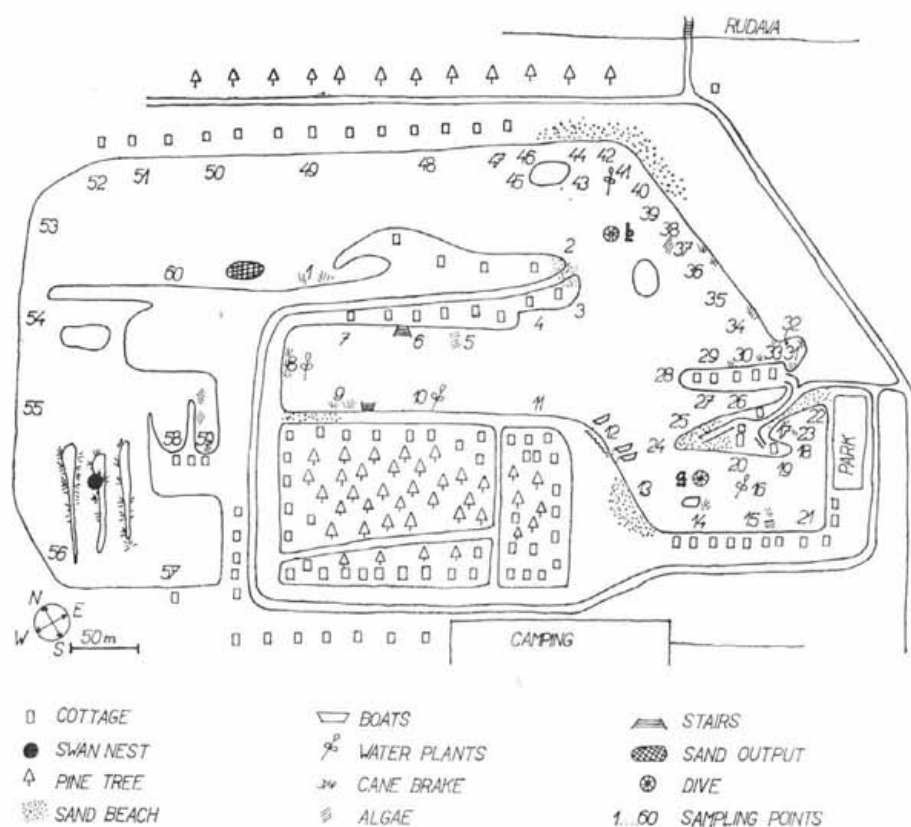 RUDAVA
52 51 50 49 48 47 46 44 42
45 43 41
40
53 39
2 38
60 1 37
36
3 35
54 7 6 5 4 34 32
33 31
8 29 30
28
55 9 10 11 27 26
25 22
12 17 23
58 59 24 18
20 19
PARK
13 16
14 15 21
56
57
N
E
W
S
50 m
CAMPING
COTTAGE
SWAN NEST
PINE TREE
SAND BEACH
BOATS
WATER PLANTS
CANE BRAKE
ALGAE
STAIRS
SAND OUTPUT
DIVE
1...60 SAMPLING POINTS